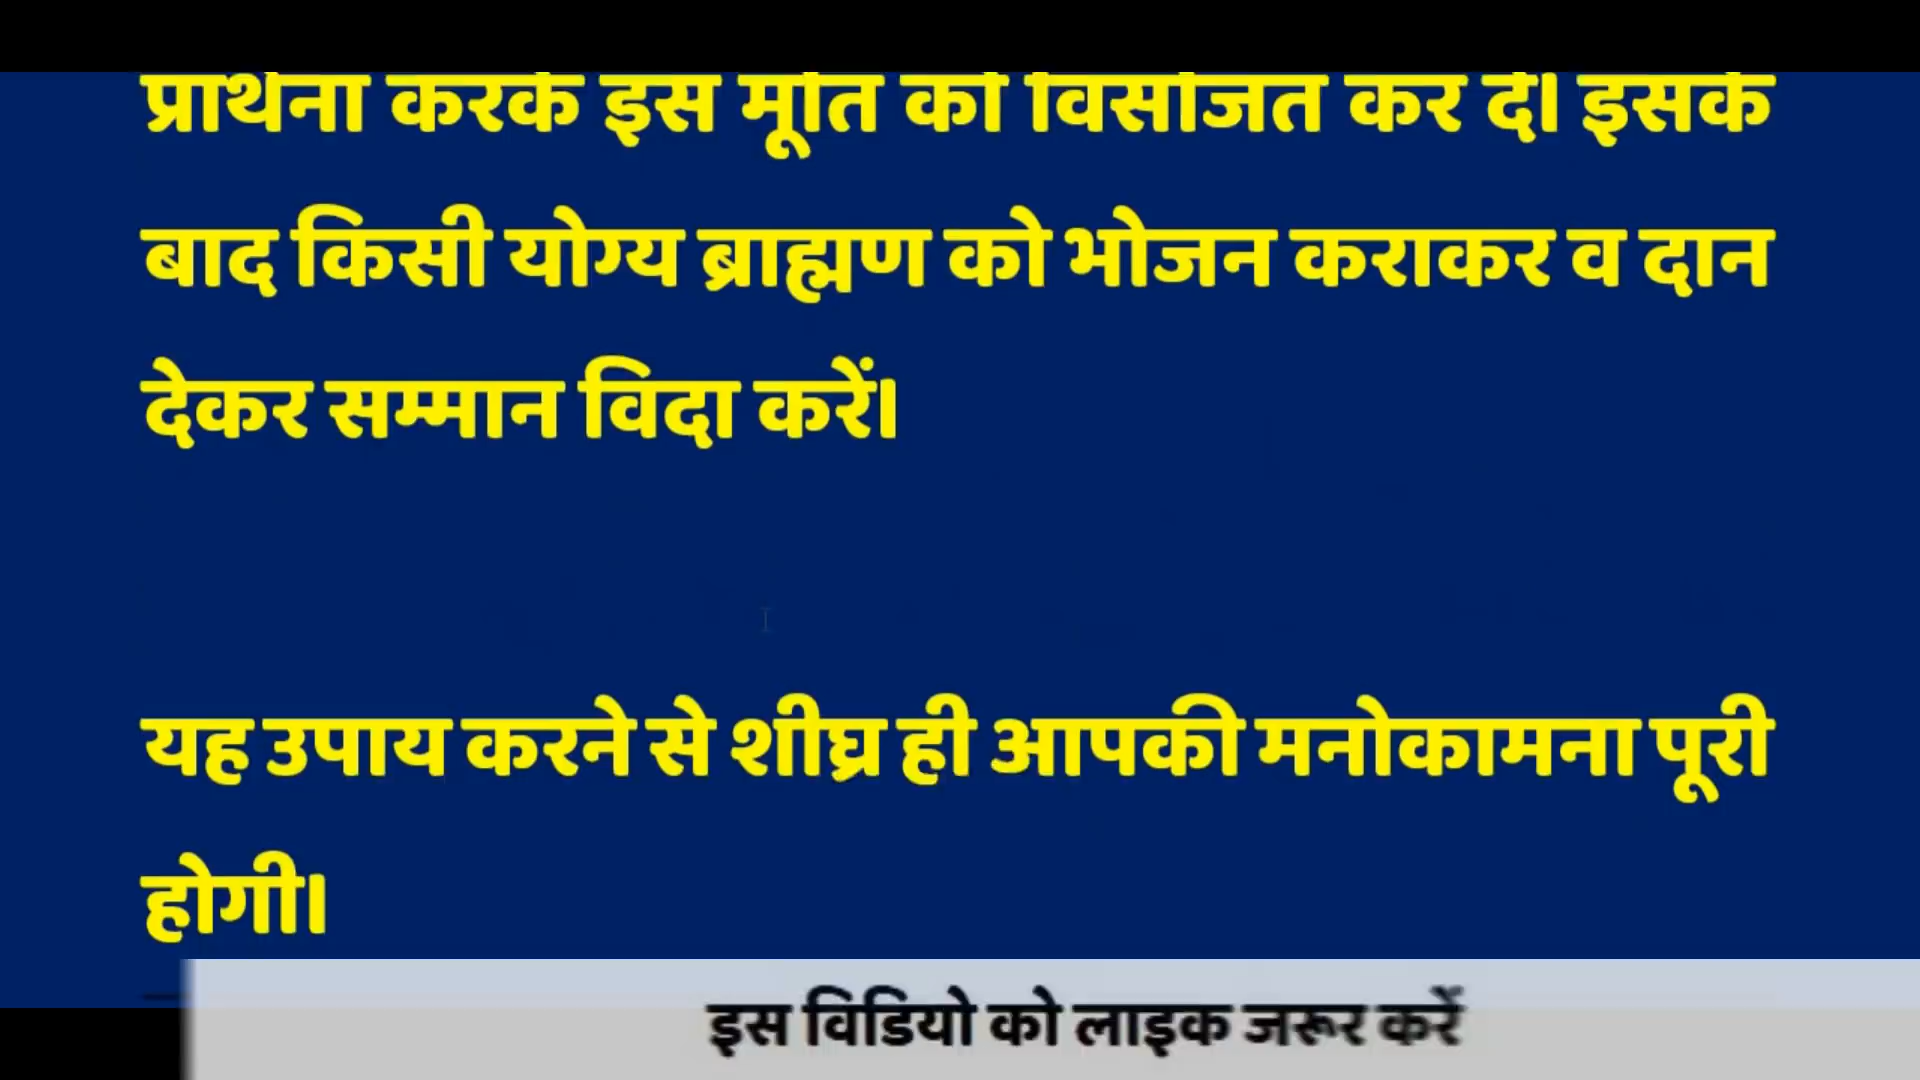 प्रार्थना करके इस मूर्ति को विसर्जित कर दें। इसके
बाद किसी योग्य ब्राह्मण को भोजन कराकर व दान
देकर सम्मान विदा करें।
यह उपाय करने से शीघ्र ही आपकी मनोकामना पूरी
होगी।
इस विडियो को लाइक जरूर करें